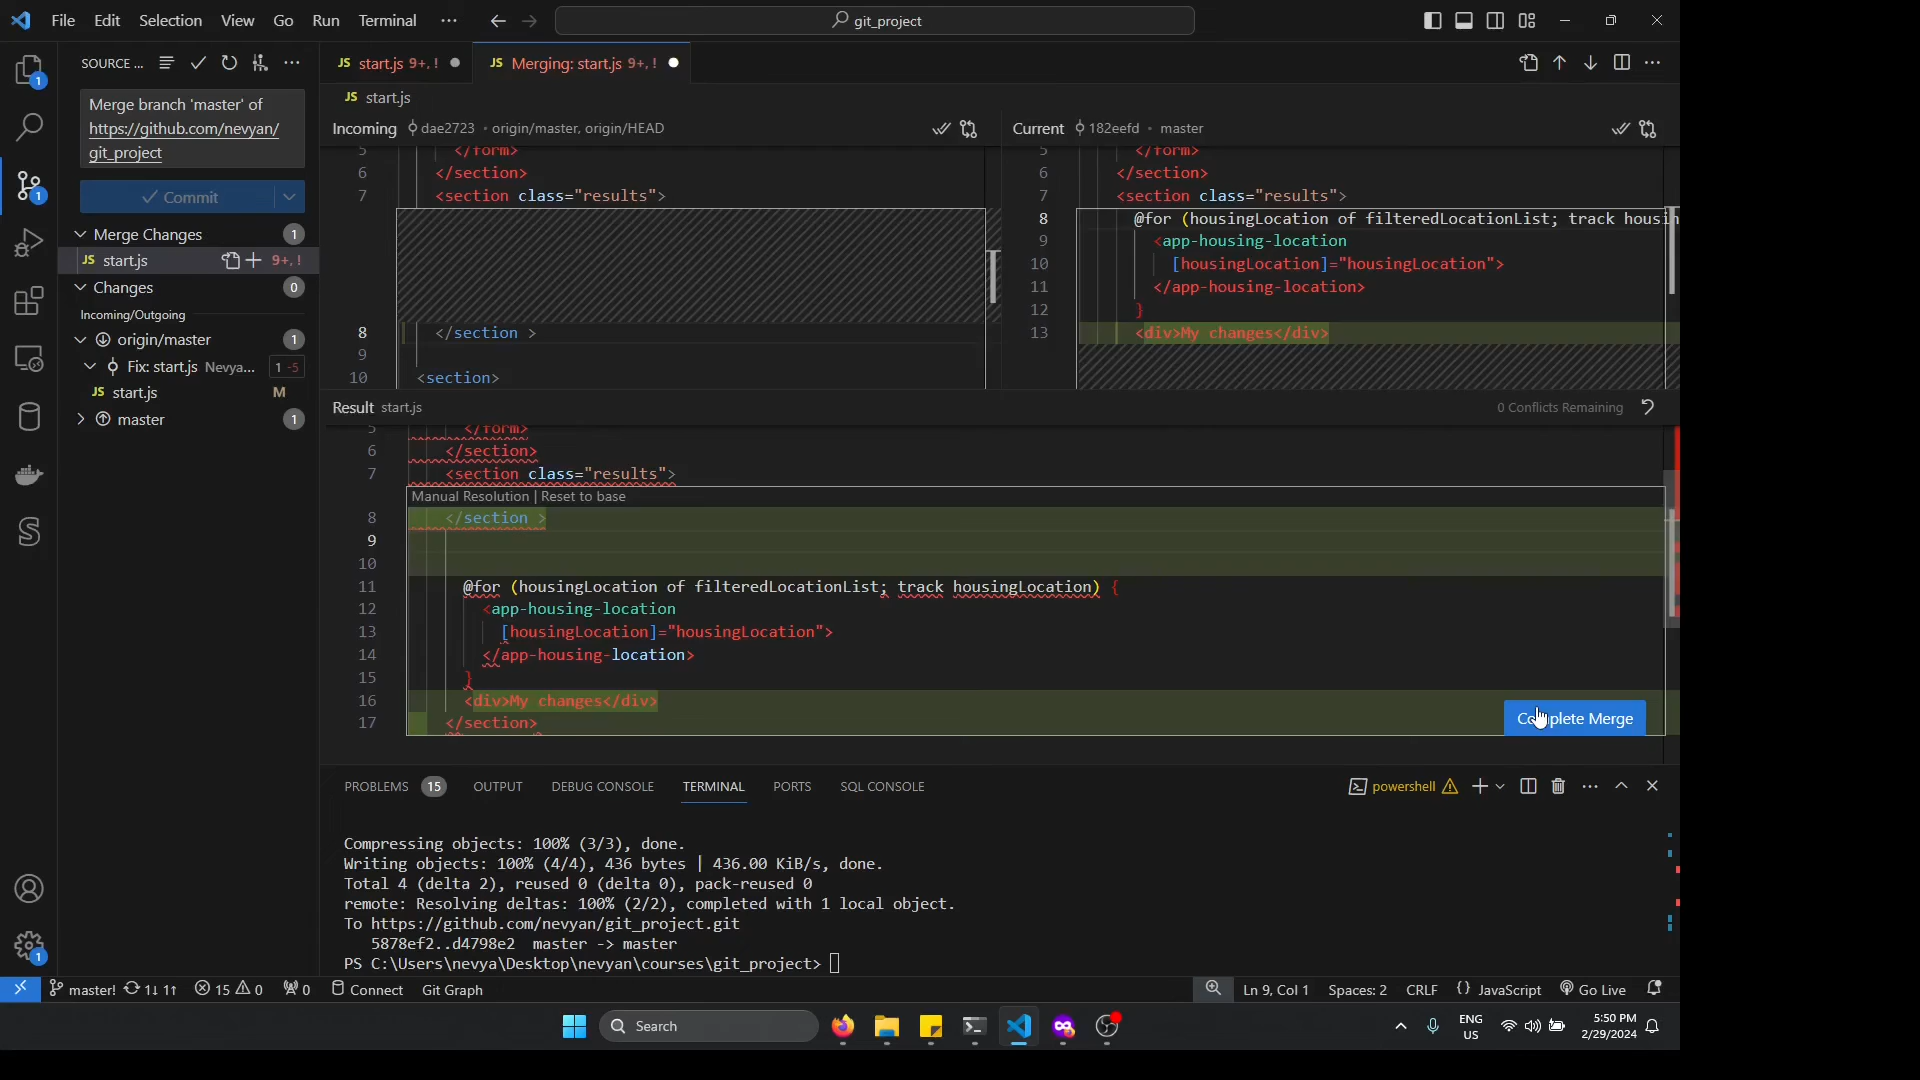 File Edit Selection View Go Run Terminal ···
git_project
SOURCE ...
Merge branch 'master' of
https://github.com/nevyan/
git_project
Commit
Merge Changes 1
JS start.js 9+, !
Changes 0
Incoming/Outgoing
origin/master 1
Fix: start.js Nevya... 1 -5
JS start.js M
master 1
JS start.js 9+, !
JS Merging: start.js 9+, !
JS start.js
Incoming dae2723 • origin/master, origin/HEAD
5 </form>
6 </section>
7 <section class="results">
8 </section >
9
10 <section>
Current 182eefd • master
5 </form>
6 </section>
7 <section class="results">
8 @for (housingLocation of filteredLocationList; track housin
9 <app-housing-location
10 [housingLocation]="housingLocation">
11 </app-housing-location>
12 }
13 <div>My changes</div>
Result start.js 0 Conflicts Remaining
5 </form>
6 </section>
7 <section class="results">
Manual Resolution | Reset to base
8 </section >
9
10
11 @for (housingLocation of filteredLocationList; track housingLocation) {
12 <app-housing-location
13 [housingLocation]="housingLocation">
14 </app-housing-location>
15 }
16 <div>My changes</div>
17 </section>
Complete Merge
PROBLEMS 15 OUTPUT DEBUG CONSOLE TERMINAL PORTS SQL CONSOLE
powershell
Compressing objects: 100% (3/3), done.
Writing objects: 100% (4/4), 436 bytes | 436.00 KiB/s, done.
Total 4 (delta 2), reused 0 (delta 0), pack-reused 0
remote: Resolving deltas: 100% (2/2), completed with 1 local object.
To https://github.com/nevyan/git_project.git
5878ef2..d4798e2 master -> master
PS C:\Users\nevya\Desktop\nevyan\courses\git_project>
master! 1↓ 1↑ 15 0 0 Connect Git Graph
Ln 9, Col 1 Spaces: 2 CRLF {} JavaScript Go Live
Search
ENG
US
5:50 PM
2/29/2024